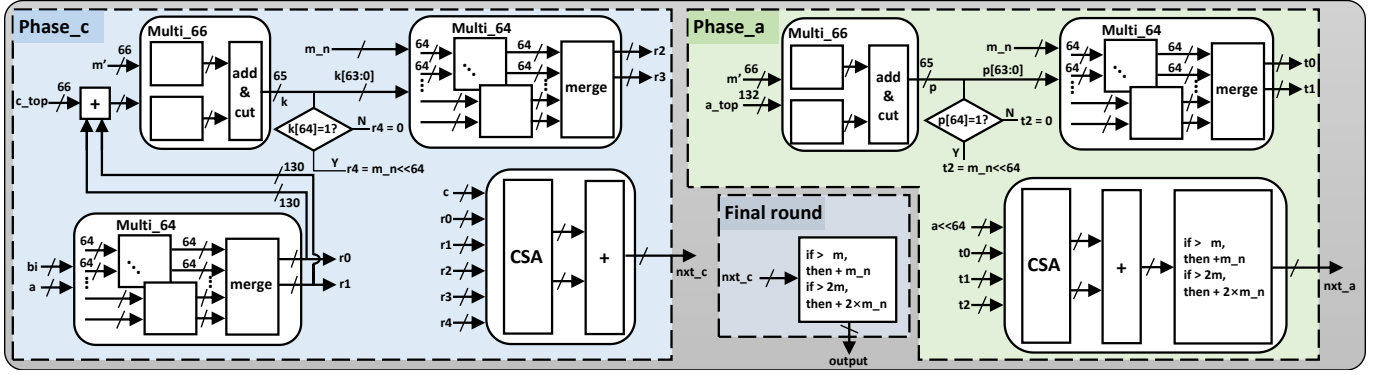 Phase_c
Multi_66
66
m'
66
c_top
+
add
&
cut
65
k
k[63:0]
k[64]=1?
N
r4 = 0
Y
r4 = m_n<<64
m_n
Multi_64
64
64
64
64
merge
r2
r3
130
130
Multi_64
64
64
64
64
bi
a
merge
r0
r1
c
r0
r1
r2
r3
r4
CSA
+
nxt_c
Phase_a
Multi_66
66
m'
132
a_top
add
&
cut
65
p
p[63:0]
p[64]=1?
N
t2 = 0
Y
t2 = m_n<<64
m_n
Multi_64
64
64
64
64
merge
t0
t1
Final round
nxt_c
if > m,
then + m_n
if > 2m,
then + 2×m_n
output
a<<64
t0
t1
t2
CSA
+
if > m,
then +m_n
if > 2m,
then + 2×m_n
nxt_a